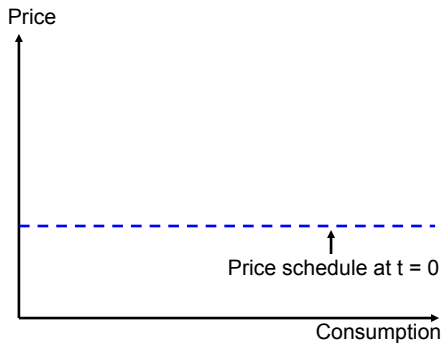 Price
Price schedule at t = 0
Consumption